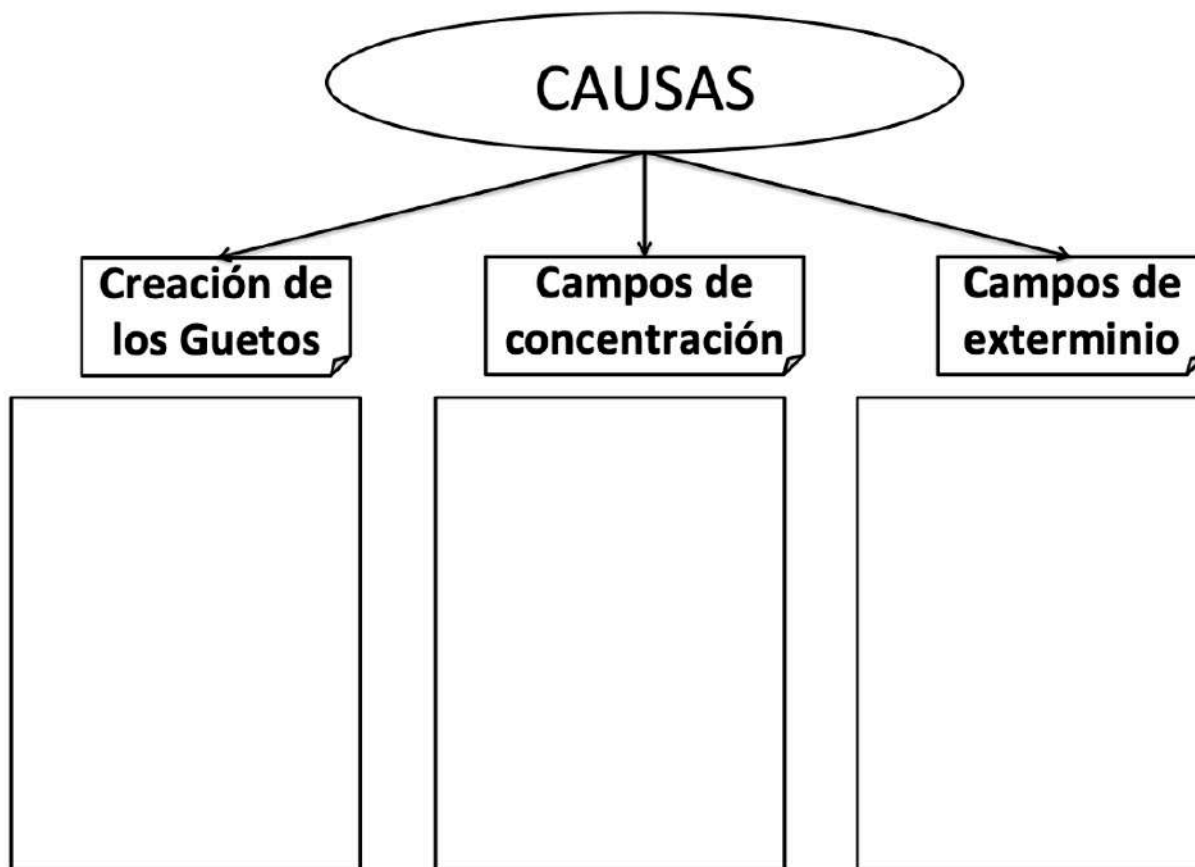 CAUSAS
Creación de
los Guetos
Campos de
concentración
Campos de
exterminio